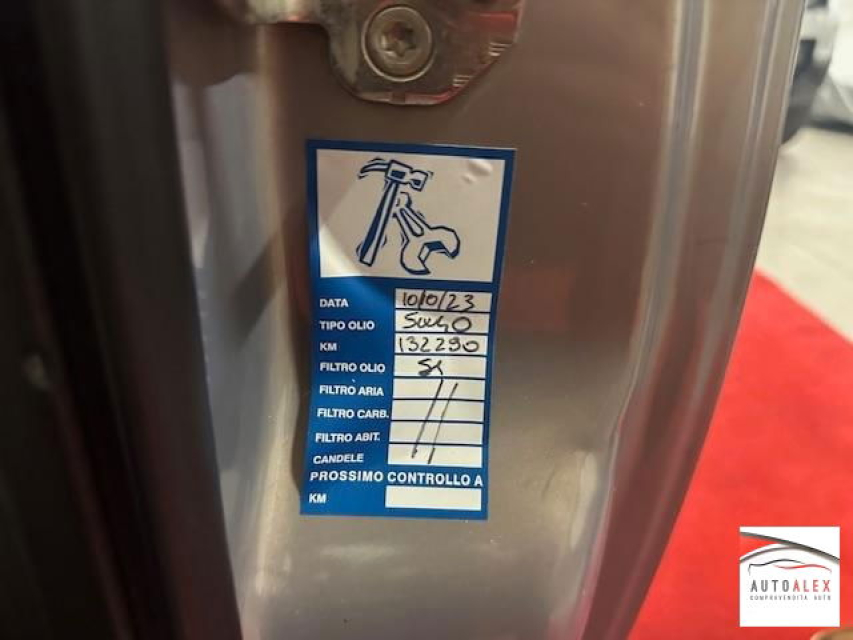 DATA 10/10/23
TIPO OLIO 5W40
KM 132290
FILTRO OLIO SI
FILTRO ARIA
FILTRO CARB.
FILTRO ABIT.
CANDELE
PROSSIMO CONTROLLO A
KM
AUTOALEX
COMPRAVENDITA AUTO